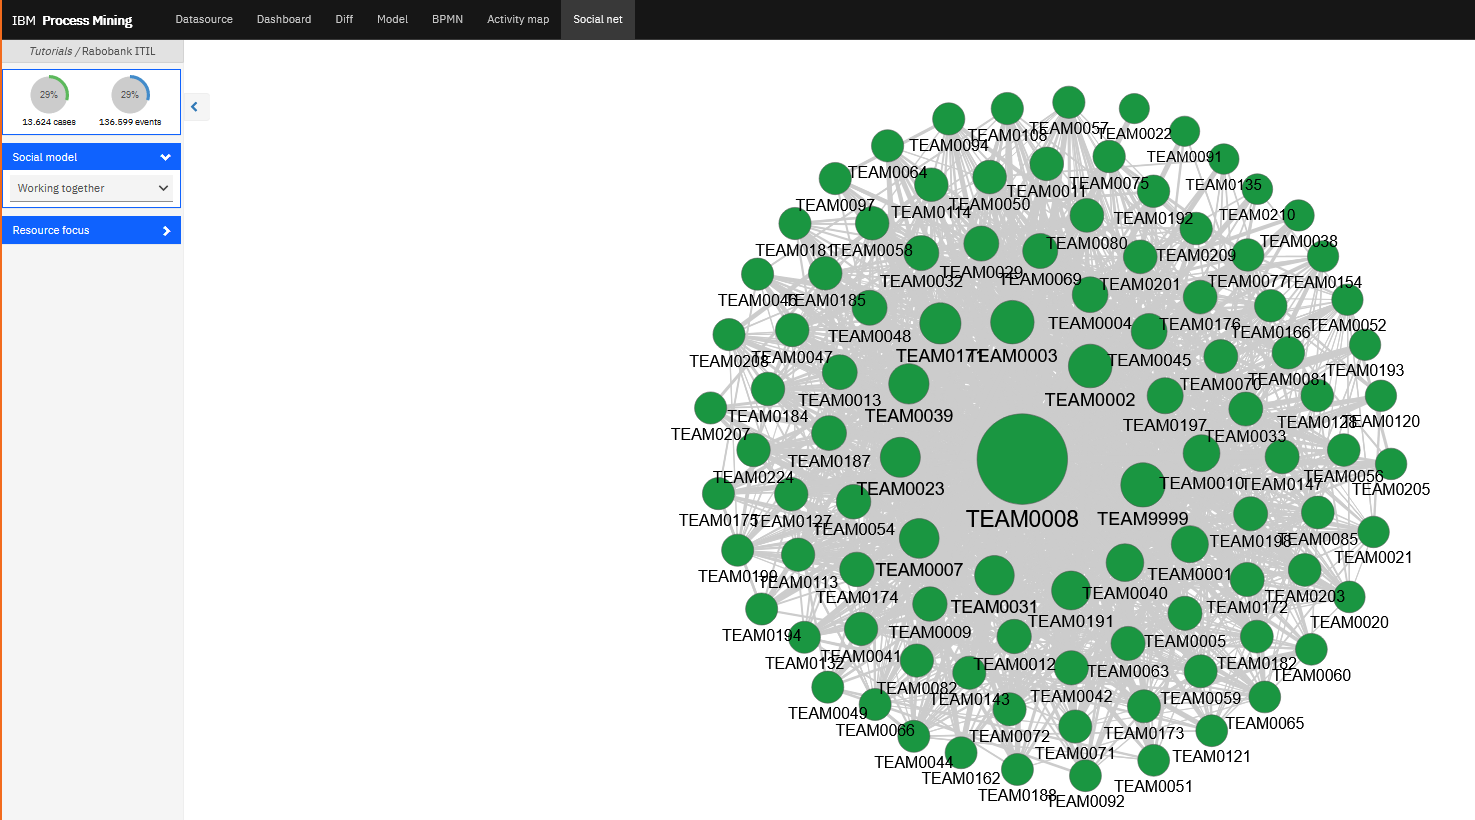 IBM Process Mining
Datasource
Dashboard
Diff
Model
BPMN
Activity map
Social net
Tutorials / Rabobank ITIL
29%
29%
13.624 cases
136.599 events
Social model
Working together
Resource focus
TEAM0057
TEAM0108
TEAM0022
TEAM0094
TEAM0091
TEAM0064
TEAM0075
TEAM0135
TEAM0011
TEAM0050
TEAM0097
TEAM0114
TEAM0210
TEAM0192
TEAM0038
TEAM0080
TEAM0181
TEAM0058
TEAM0209
TEAM0029
TEAM0069
TEAM0032
TEAM0077
TEAM0154
TEAM0201
TEAM0046
TEAM0185
TEAM0004
TEAM0176
TEAM0052
TEAM0166
TEAM0048
TEAM0171
TEAM0003
TEAM0047
TEAM0208
TEAM0045
TEAM0193
TEAM0081
TEAM0070
TEAM0013
TEAM0002
TEAM0039
TEAM0184
TEAM0120
TEAM0128
TEAM0197
TEAM0207
TEAM0033
TEAM0187
TEAM0224
TEAM0056
TEAM0010
TEAM0147
TEAM0023
TEAM0205
TEAM0008
TEAM9999
TEAM0175
TEAM0127
TEAM0054
TEAM0198
TEAM0085
TEAM0021
TEAM0007
TEAM0001
TEAM0199
TEAM0113
TEAM0040
TEAM0174
TEAM0203
TEAM0031
TEAM0172
TEAM0191
TEAM0020
TEAM0009
TEAM0194
TEAM0005
TEAM0041
TEAM0132
TEAM0012
TEAM0182
TEAM0063
TEAM0060
TEAM0082
TEAM0042
TEAM0143
TEAM0059
TEAM0049
TEAM0065
TEAM0066
TEAM0173
TEAM0072
TEAM0071
TEAM0121
TEAM0044
TEAM0162
TEAM0051
TEAM0188
TEAM0092